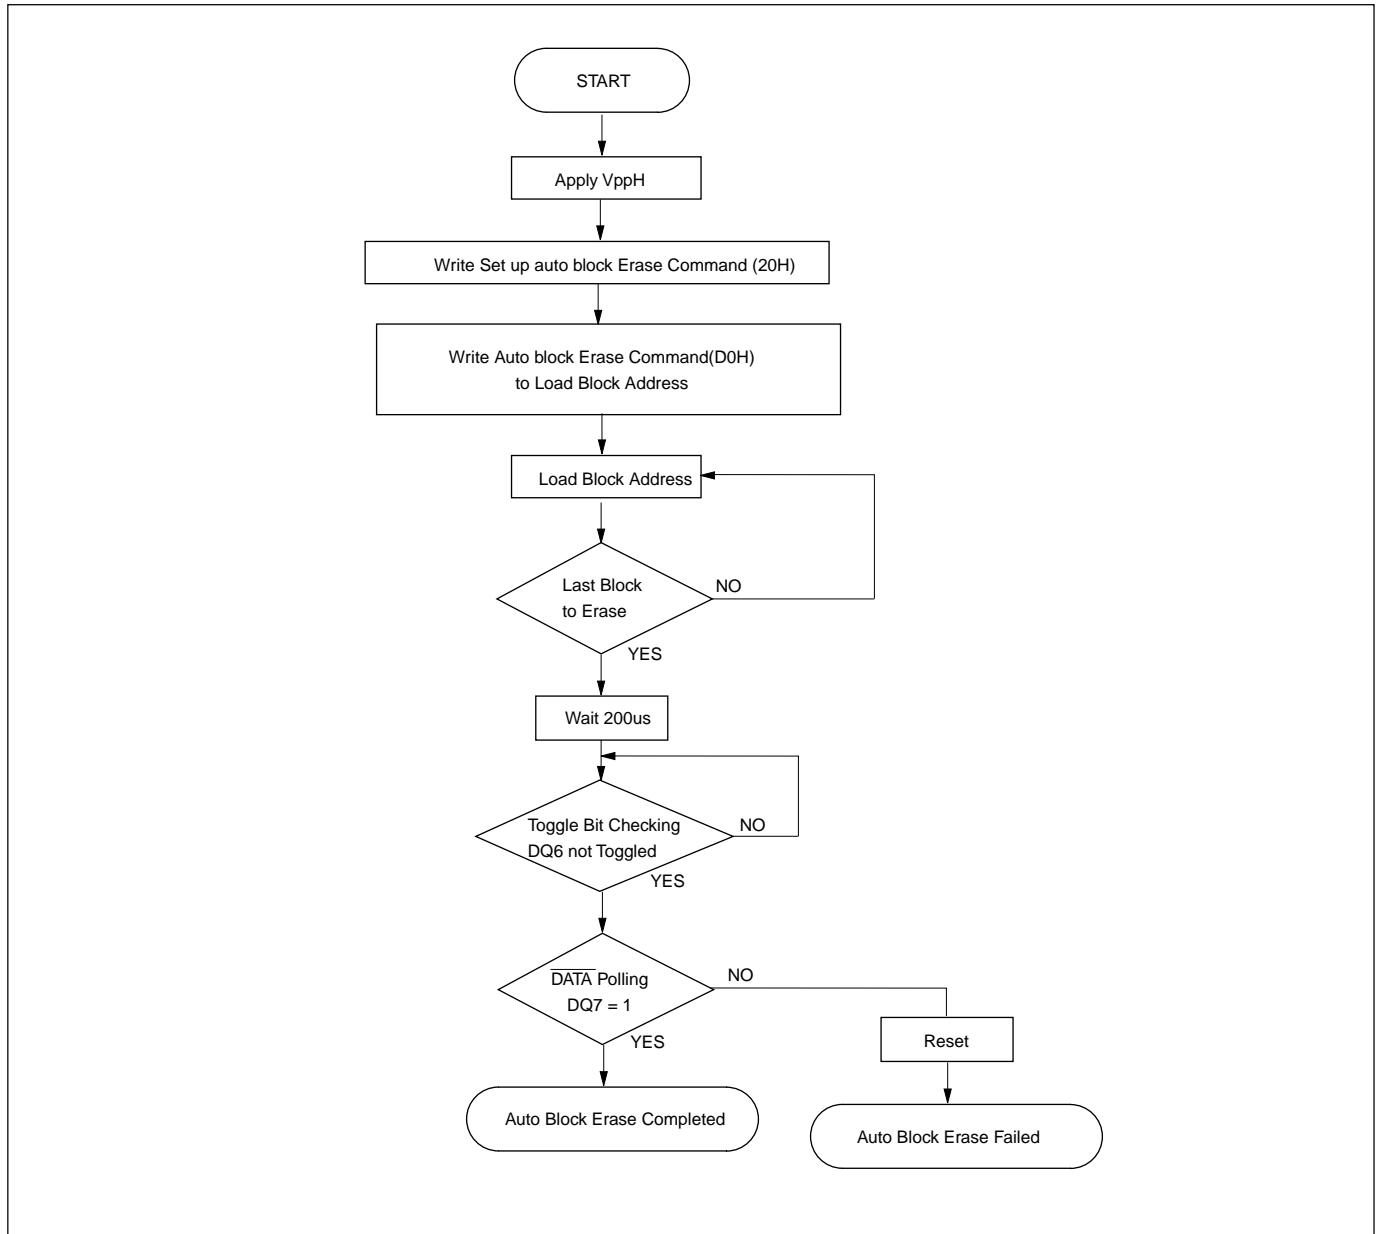 START
Apply VppH
Write Set up auto block Erase Command (20H)
Write Auto block Erase Command(D0H)
to Load Block Address
Load Block Address
Last Block
to Erase
NO
YES
Wait 200us
Toggle Bit Checking
DQ6 not Toggled
NO
YES
DATA Polling
DQ7 = 1
NO
YES
Reset
Auto Block Erase Completed
Auto Block Erase Failed